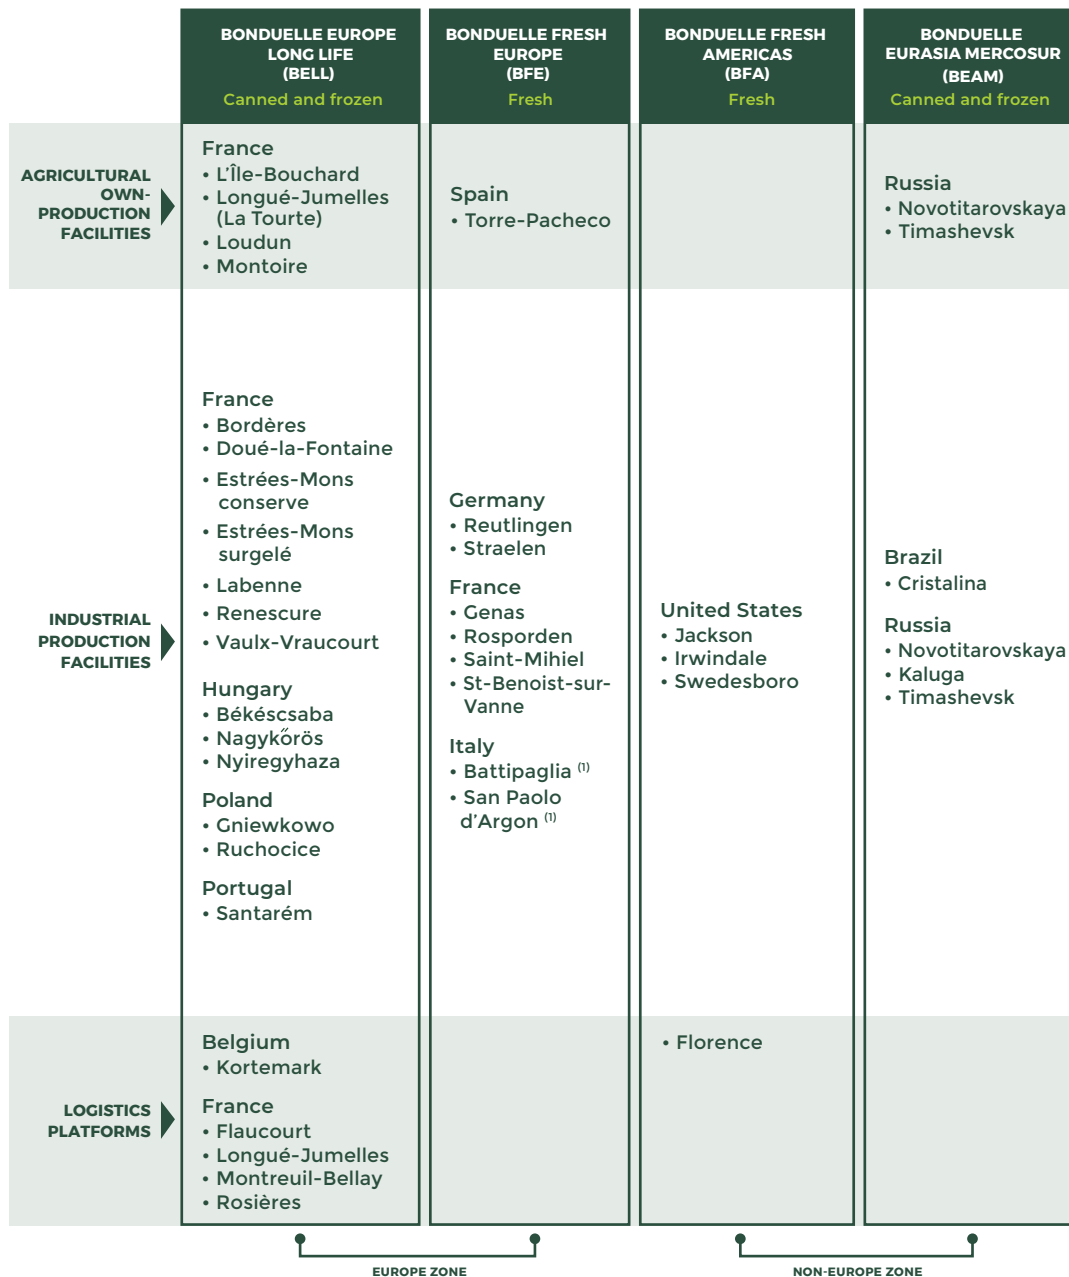 BONDUELLE EUROPE
LONG LIFE
(BELL)
Canned and frozen
BONDUELLE FRESH
EUROPE
(BFE)
Fresh
BONDUELLE FRESH
AMERICAS
(BFA)
Fresh
BONDUELLE
EURASIA MERCOSUR
(BEAM)
Canned and frozen
AGRICULTURAL
OWN-
PRODUCTION
FACILITIES
France
• L'Île-Bouchard
• Longué-Jumelles
(La Tourte)
• Loudun
• Montoire
Spain
• Torre-Pacheco
Russia
• Novotitarovskaya
• Timashevsk
INDUSTRIAL
PRODUCTION
FACILITIES
France
• Bordères
• Doué-la-Fontaine
• Estrées-Mons
conserve
• Estrées-Mons
surgelé
• Labenne
• Renescure
• Vaulx-Vraucourt
Hungary
• Békéscsaba
• Nagykőrös
• Nyiregyhaza
Poland
• Gniewkowo
• Ruchocice
Portugal
• Santarém
Germany
• Reutlingen
• Straelen
France
• Genas
• Rosporden
• Saint-Mihiel
• St-Benoist-sur-
Vanne
Italy
• Battipaglia (1)
• San Paolo
d'Argon (1)
United States
• Jackson
• Irwindale
• Swedesboro
Brazil
• Cristalina
Russia
• Novotitarovskaya
• Kaluga
• Timashevsk
LOGISTICS
PLATFORMS
Belgium
• Kortemark
France
• Flaucourt
• Longué-Jumelles
• Montreuil-Bellay
• Rosières
• Florence
EUROPE ZONE
NON-EUROPE ZONE